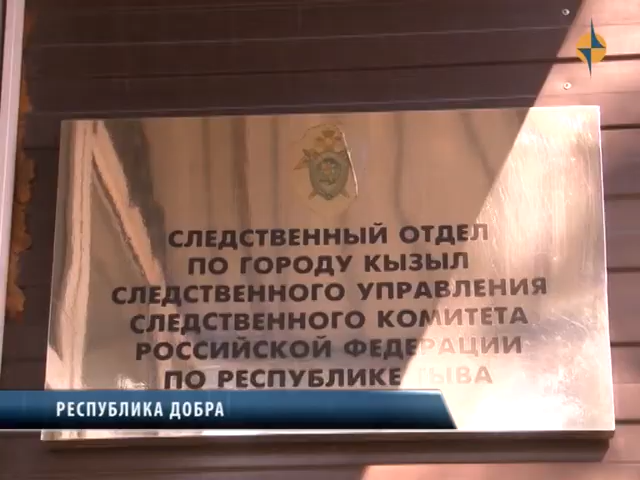 СЛЕДСТВЕННЫЙ ОТДЕЛ
ПО ГОРОДУ КЫЗЫЛ
СЛЕДСТВЕННОГО УПРАВЛЕНИЯ
СЛЕДСТВЕННОГО КОМИТЕТА
РОССИЙСКОЙ ФЕДЕРАЦИИ
ПО РЕСПУБЛИКЕ ТЫВА
РЕСПУБЛИКА ДОБРА